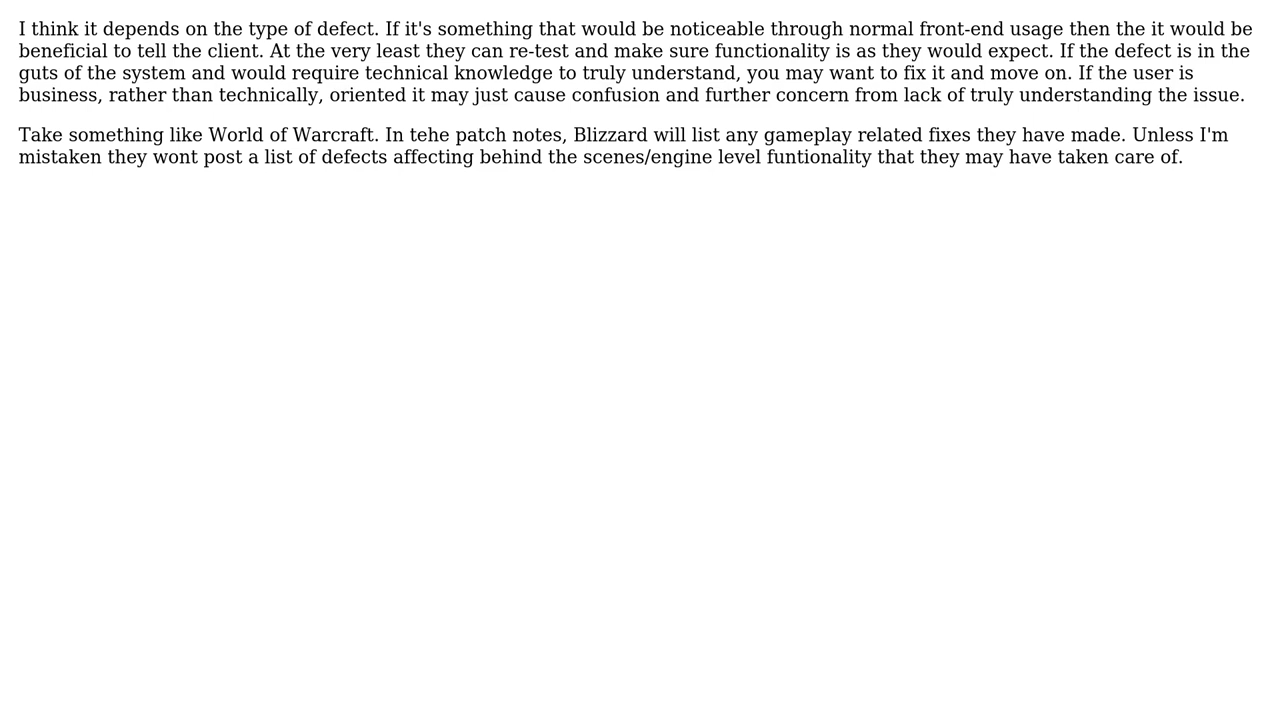 I think it depends on the type of defect. If it's something that would be noticeable through normal front-end usage then the it would be
beneficial to tell the client. At the very least they can re-test and make sure functionality is as they would expect. If the defect is in the
guts of the system and would require technical knowledge to truly understand, you may want to fix it and move on. If the user is
business, rather than technically, oriented it may just cause confusion and further concern from lack of truly understanding the issue.
Take something like World of Warcraft. In tehe patch notes, Blizzard will list any gameplay related fixes they have made. Unless I'm
mistaken they wont post a list of defects affecting behind the scenes/engine level funtionality that they may have taken care of.